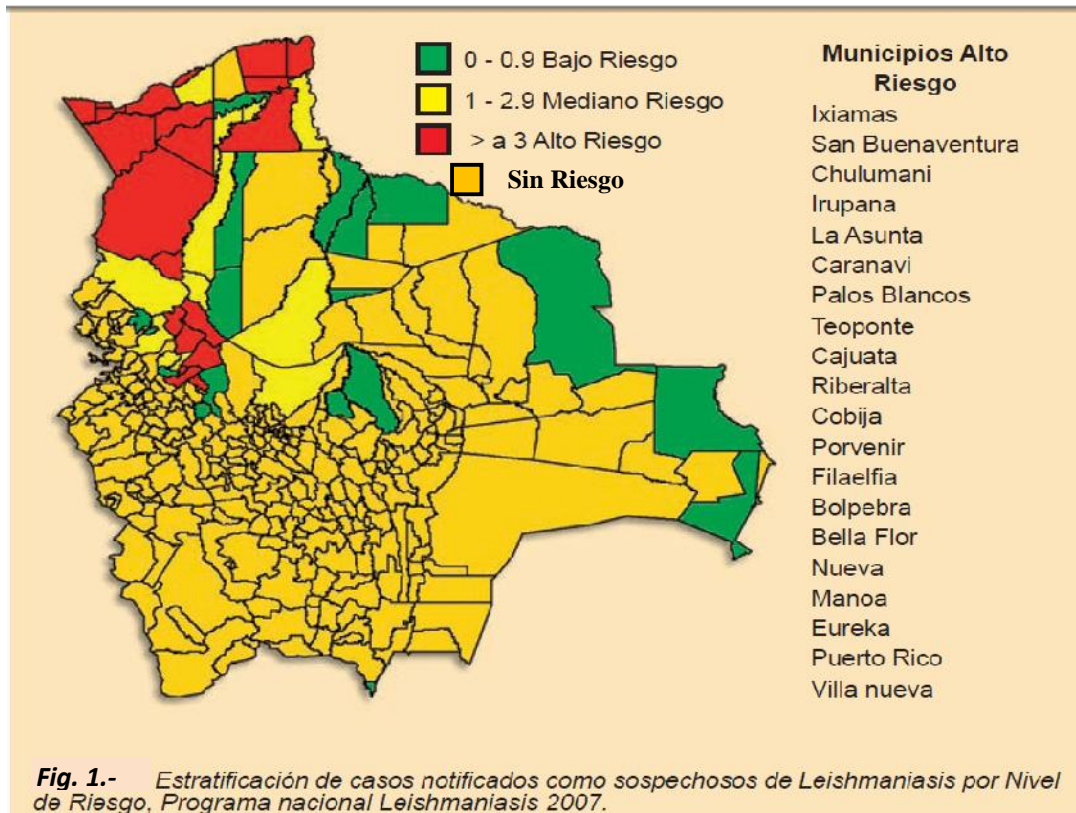 0 - 0.9 Bajo Riesgo
1 - 2.9 Mediano Riesgo
> a 3 Alto Riesgo
Sin Riesgo
Municipios Alto
Riesgo
Ixiamas
San Buenaventura
Chulumani
Irupana
La Asunta
Caranavi
Palos Blancos
Teoponte
Cajuata
Riberalta
Cobija
Porvenir
Filaelfia
Bolpebra
Bella Flor
Nueva
Manoa
Eureka
Puerto Rico
Villa nueva
Fig. 1.- Estratificación de casos notificados como sospechosos de Leishmaniasis por Nivel
de Riesgo, Programa nacional Leishmaniasis 2007.